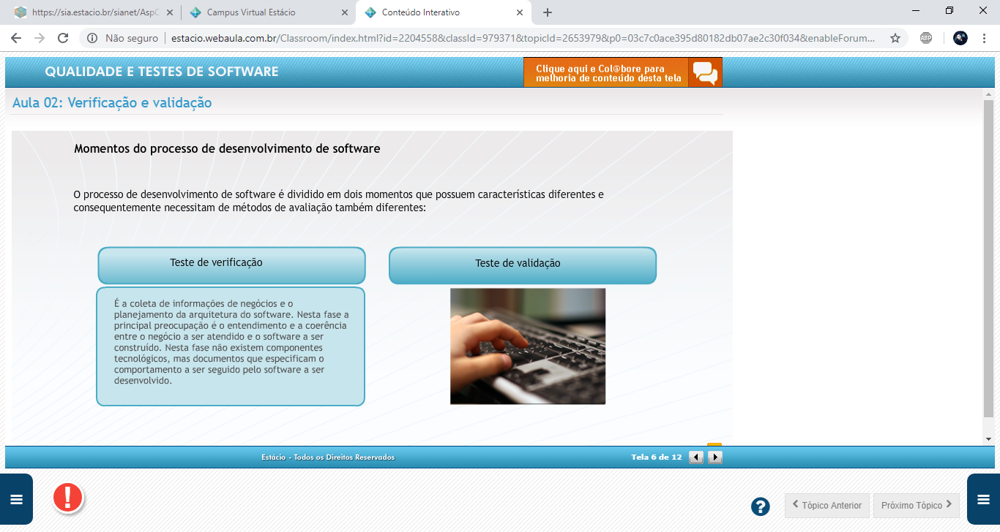 https://sia.estacio.br/sianet/AspC
Campus Virtual Estácio
Conteúdo Interativo
Não seguro
estacio.webaula.com.br/Classroom/index.html?id=2204558&classId=979371&topicId=2653979&p0=03c7c0ace395d80182db07ae2c30f034&enableForum...
ABP
QUALIDADE E TESTES DE SOFTWARE
Clique aqui e Col@bore para
melhoria de conteúdo desta tela
Aula 02: Verificação e validação
Momentos do processo de desenvolvimento de software
O processo de desenvolvimento de software é dividido em dois momentos que possuem características diferentes e
consequentemente necessitam de métodos de avaliação também diferentes:
Teste de verificação
Teste de validação
É a coleta de informações de negócios e o
planejamento da arquitetura do software. Nesta fase a
principal preocupação é o entendimento e a coerência
entre o negócio a ser atendido e o software a ser
construído. Nesta fase não existem componentes
tecnológicos, mas documentos que especificam o
comportamento a ser seguido pelo software a ser
desenvolvido.
Estácio - Todos os Direitos Reservados
Tela 6 de 12
Tópico Anterior
Próximo Tópico